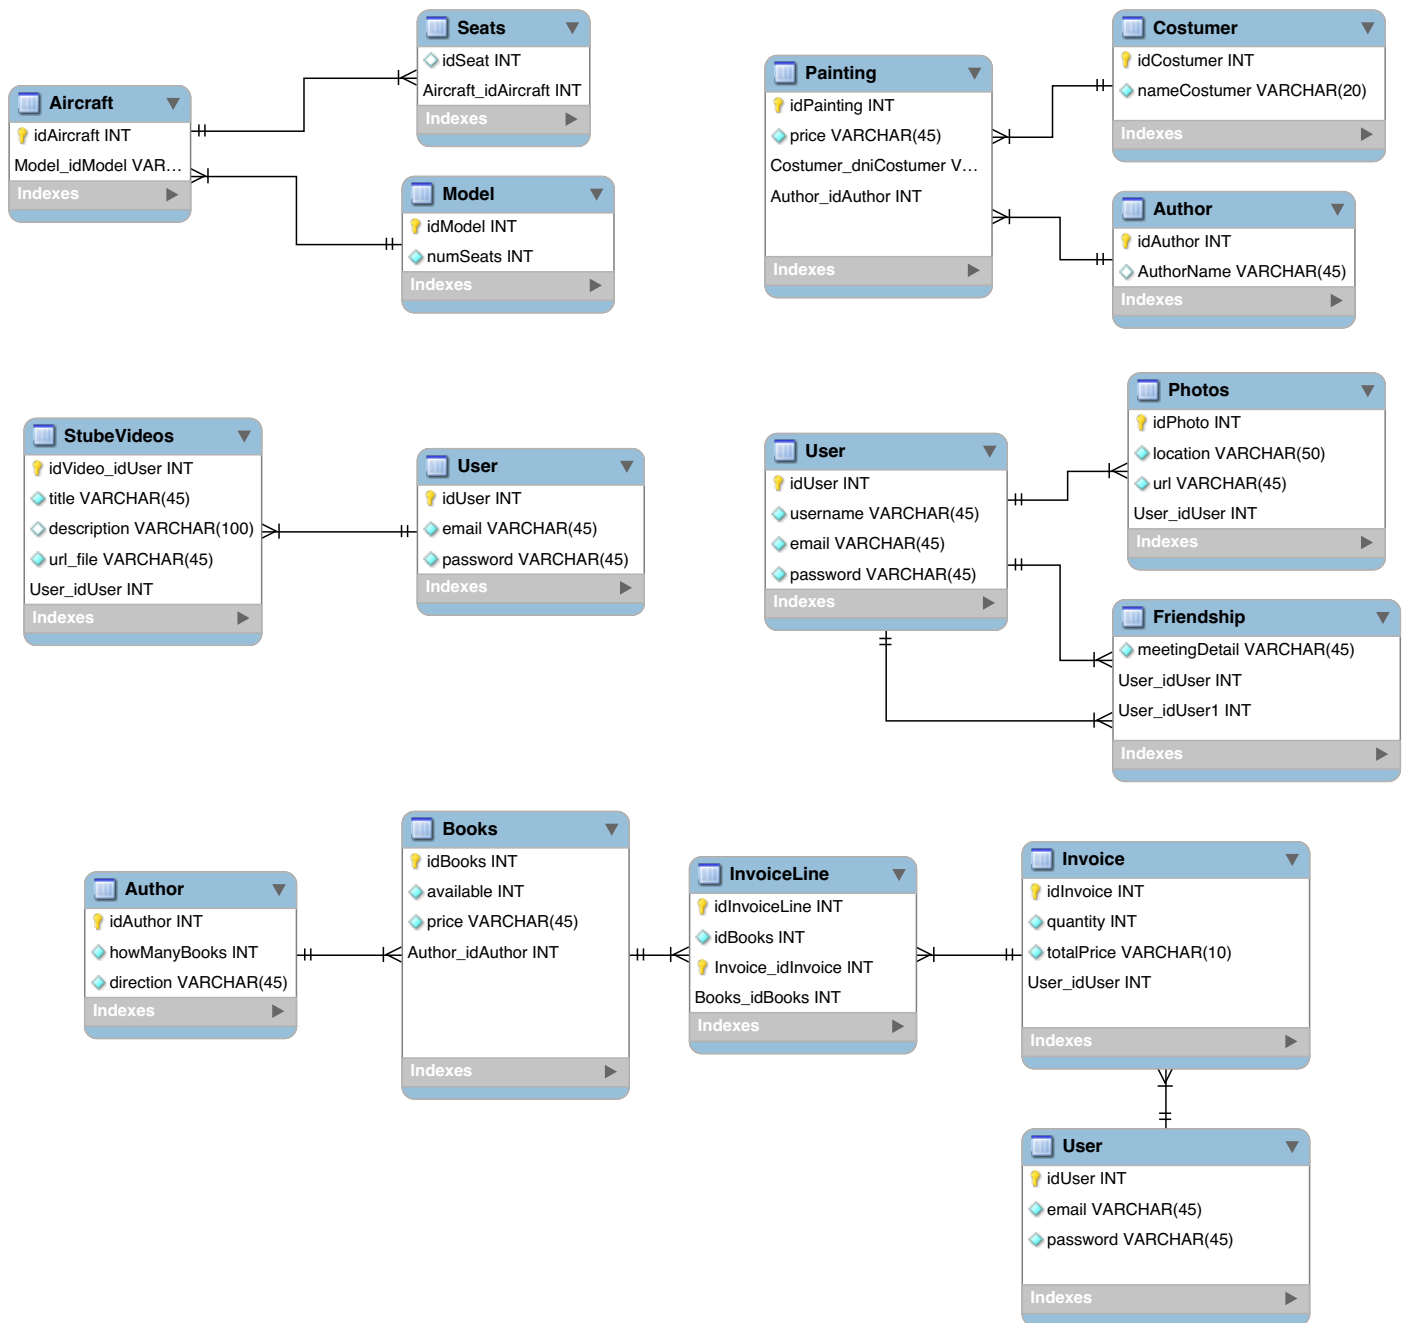 Seats
idSeat INT
Aircraft_idAircraft INT
Indexes
Aircraft
idAircraft INT
Model_idModel VAR...
Indexes
Model
idModel INT
numSeats INT
Indexes
Painting
idPainting INT
price VARCHAR(45)
Costumer_dniCostumer V...
Author_idAuthor INT
Indexes
Costumer
idCostumer INT
nameCostumer VARCHAR(20)
Indexes
Author
idAuthor INT
AuthorName VARCHAR(45)
Indexes
StubeVideos
idVideo_idUser INT
title VARCHAR(45)
description VARCHAR(100)
url_file VARCHAR(45)
User_idUser INT
Indexes
User
idUser INT
email VARCHAR(45)
password VARCHAR(45)
Indexes
User
idUser INT
username VARCHAR(45)
email VARCHAR(45)
password VARCHAR(45)
Indexes
Photos
idPhoto INT
location VARCHAR(50)
url VARCHAR(45)
User_idUser INT
Indexes
Friendship
meetingDetail VARCHAR(45)
User_idUser INT
User_idUser1 INT
Indexes
Author
idAuthor INT
howManyBooks INT
direction VARCHAR(45)
Indexes
Books
idBooks INT
available INT
price VARCHAR(45)
Author_idAuthor INT
Indexes
InvoiceLine
idInvoiceLine INT
idBooks INT
Invoice_idInvoice INT
Books_idBooks INT
Indexes
Invoice
idInvoice INT
quantity INT
totalPrice VARCHAR(10)
User_idUser INT
Indexes
User
idUser INT
email VARCHAR(45)
password VARCHAR(45)
Indexes